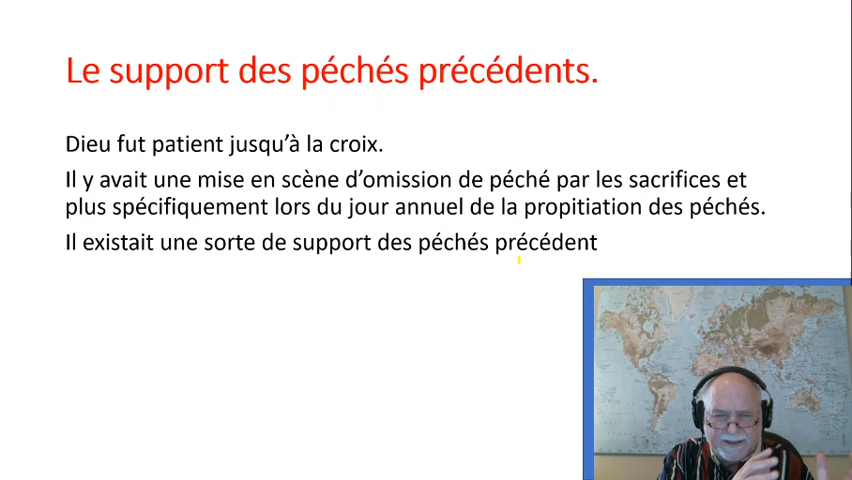 Le support des péchés précédents.
Dieu fut patient jusqu’à la croix.
Il y avait une mise en scène d’omission de péché par les sacrifices et
plus spécifiquement lors du jour annuel de la propitiation des péchés.
Il existait une sorte de support des péchés précédent